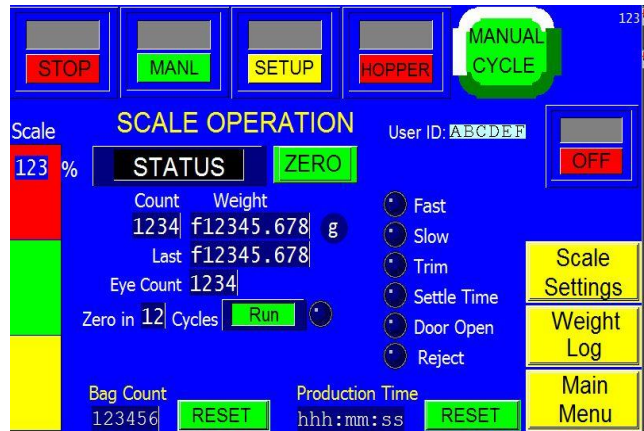 123
STOP
MANL
SETUP
HOPPER
MANUAL
CYCLE
Scale
SCALE OPERATION
User ID: ABCDEF
123 %
STATUS
ZERO
OFF
Count Weight
1234 f12345.678 g
Last f12345.678
Eye Count 1234
Zero in 12 Cycles Run
Fast
Slow
Trim
Settle Time
Door Open
Reject
Scale
Settings
Weight
Log
Main
Menu
Bag Count
123456 RESET
Production Time
hhh:mm:ss RESET